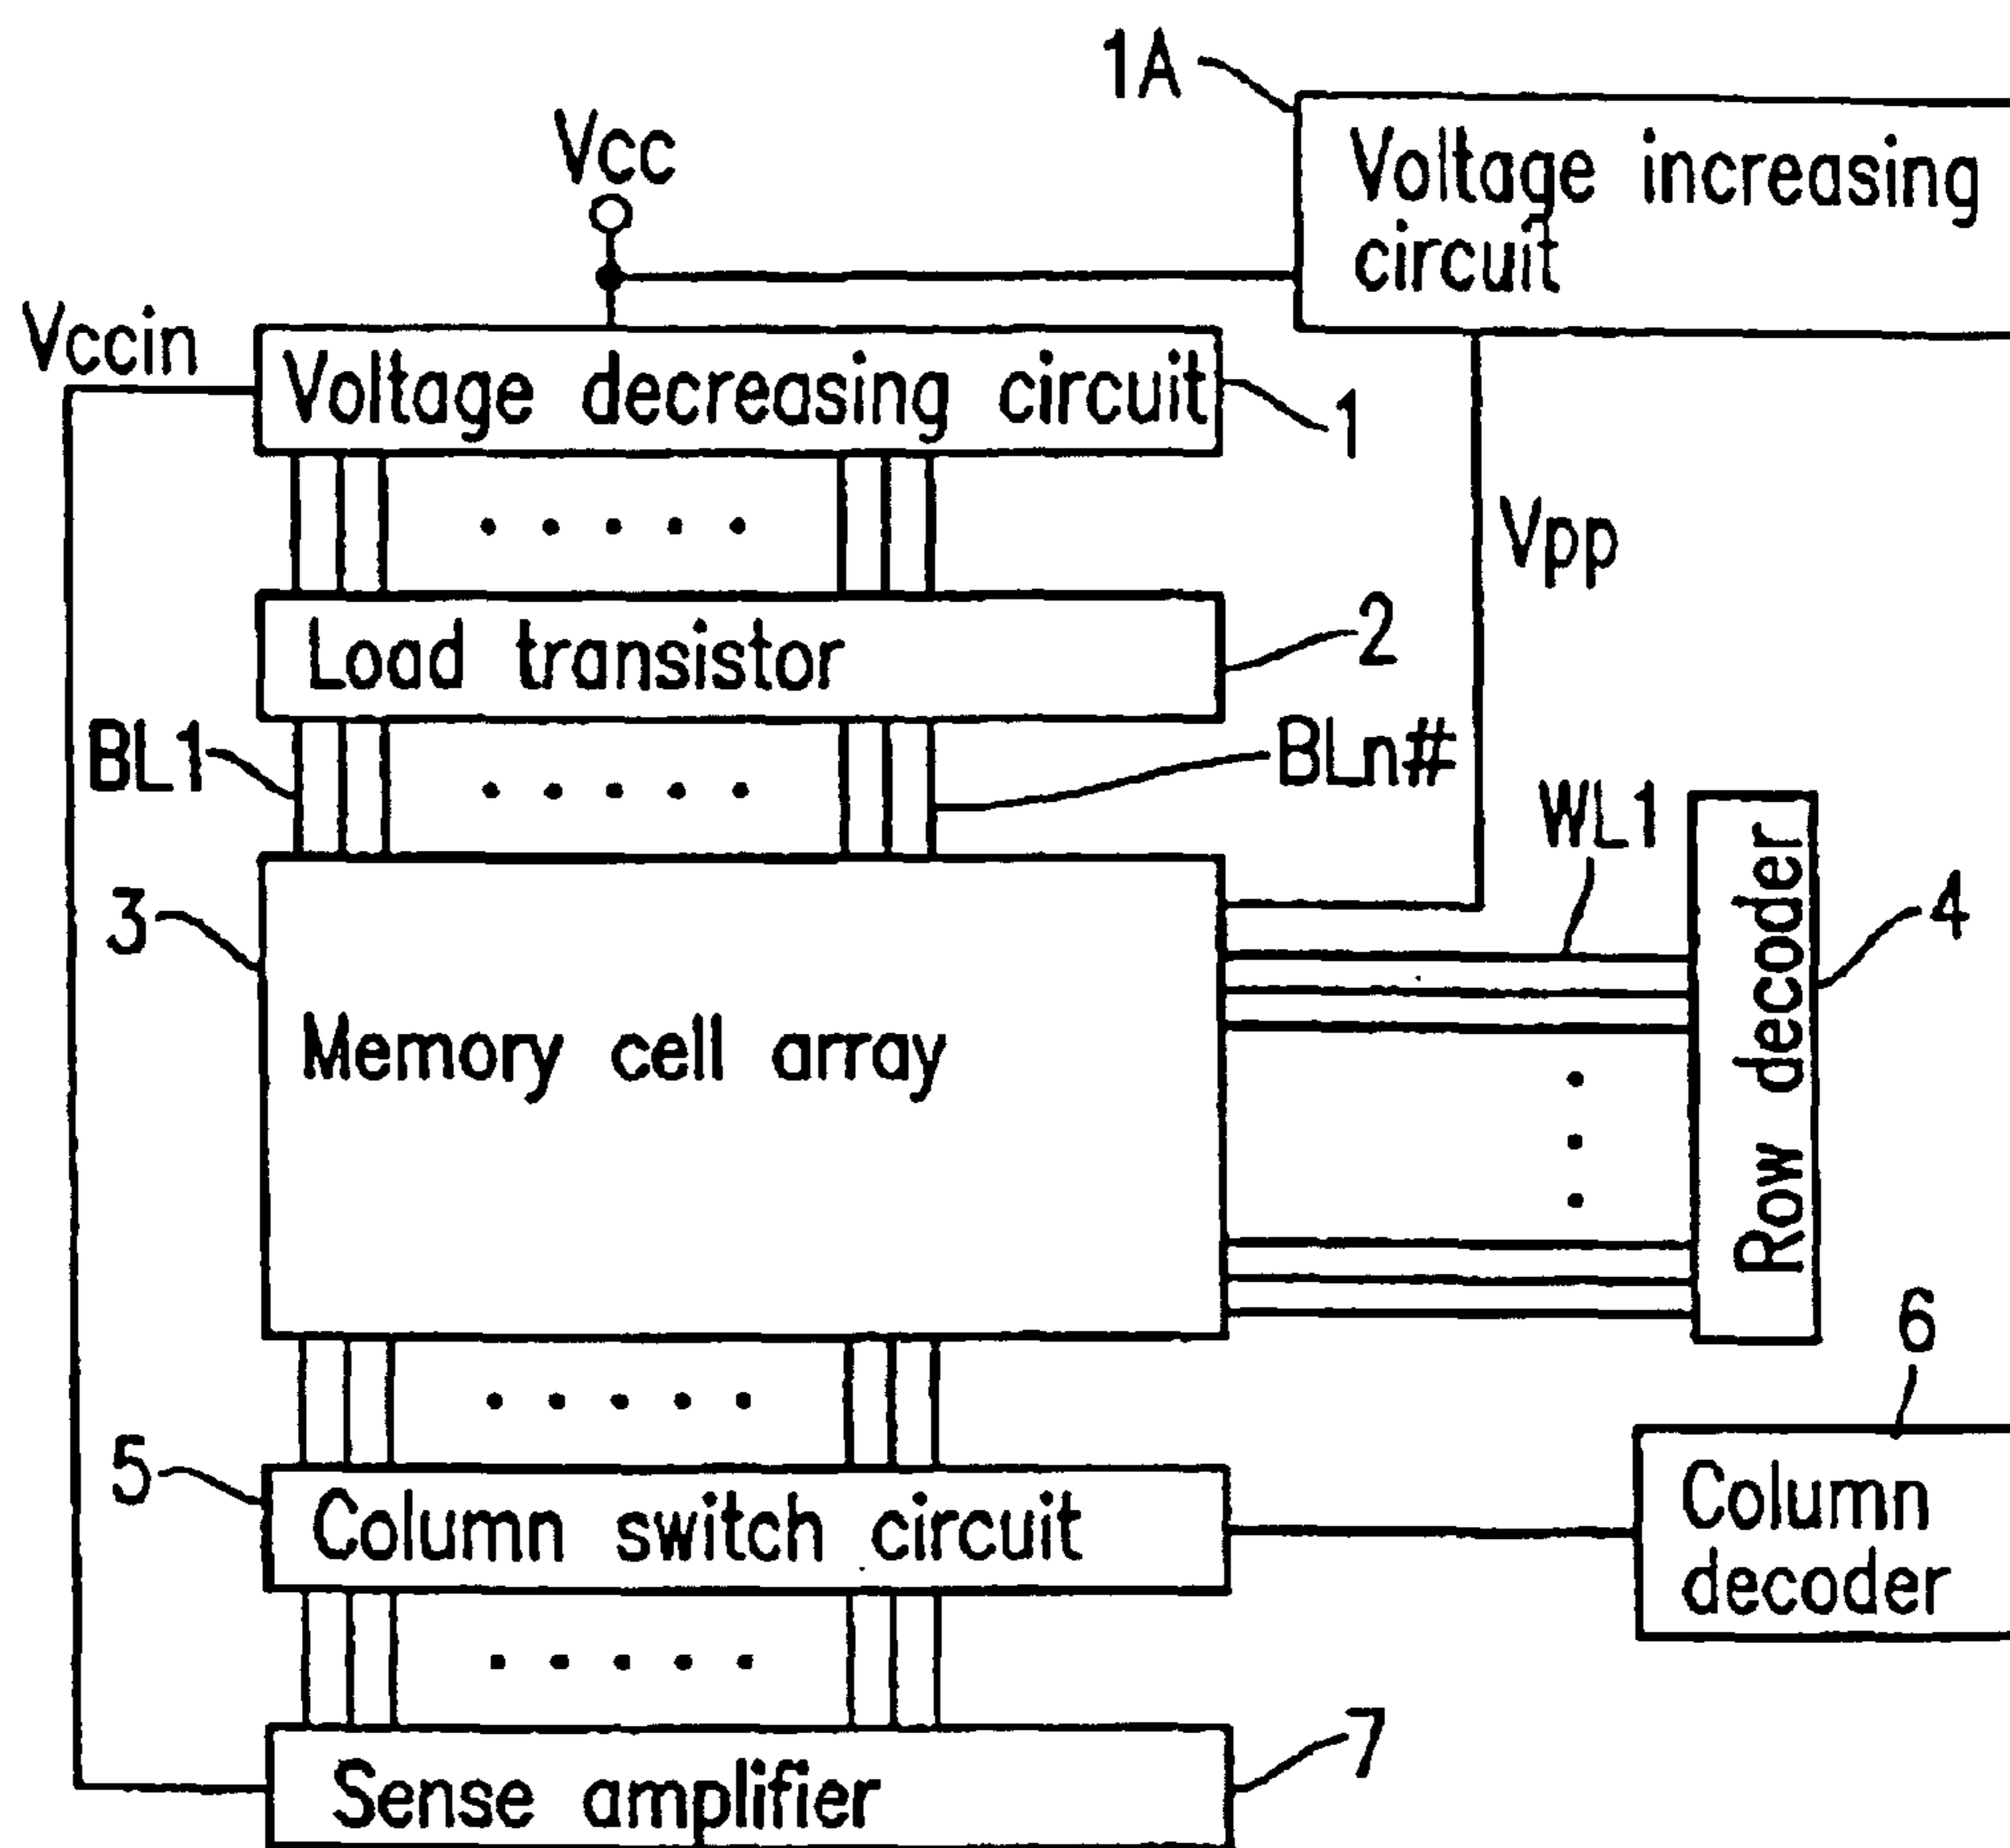 1A
Voltage increasing
circuit
Vcc
Vccin
Voltage decreasing circuit
1
Vpp
Load transistor
2
BL1
BLn#
WL1
3
Memory cell array
Row decoder
4
6
5
Column switch circuit
Column
decoder
7
Sense amplifier